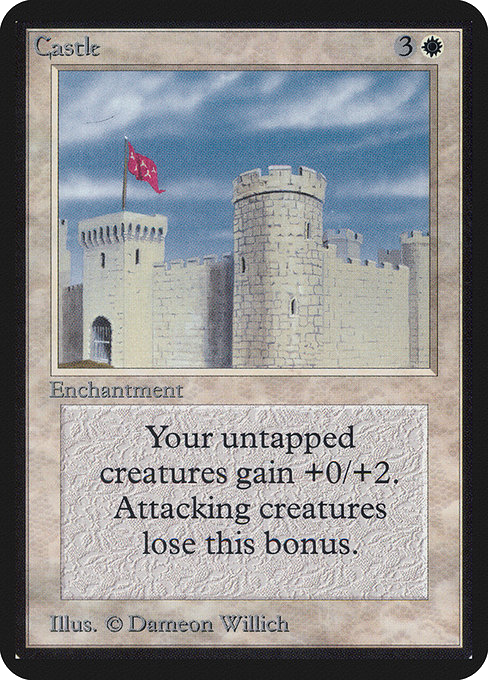 Castle 3
Enchantment
Your untapped
creatures gain +0/+2.
Attacking creatures
lose this bonus.
Illus. © Dameon Willich